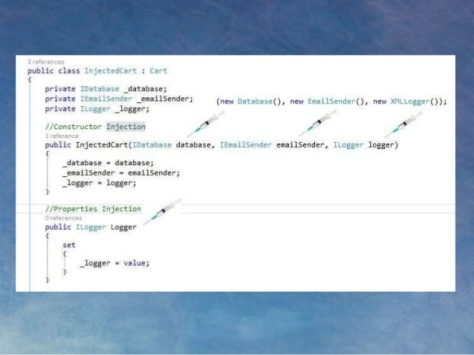 3 references
public class InjectedCart : Cart
{
private IDatabase _database;
private IEmailSender _emailSender;
private ILogger _logger;
(new Database(), new EmailSender(), new XMLLogger());
//Constructor Injection
1 reference
public InjectedCart(IDatabase database, IEmailSender emailSender, ILogger logger)
{
_database = database;
_emailSender = emailSender;
_logger = logger;
}
//Properties Injection
0 references
public ILogger Logger
{
set
{
_logger = value;
}
}